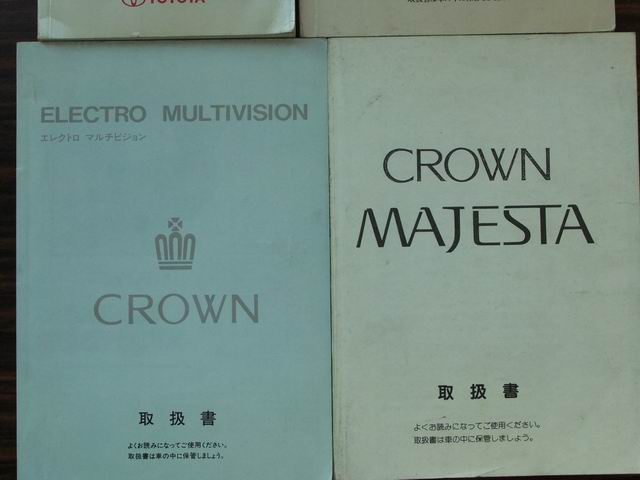 TOYOTA
ELECTRO MULTIVISION
エレクトロ マルチビジョン
CROWN
取扱書
よくお読みになってご使用ください。
取扱書は車の中に保管しましょう。
CROWN
MAJESTA
取扱書
よくお読みになってご使用ください。
取扱書は車の中に保管しましょう。